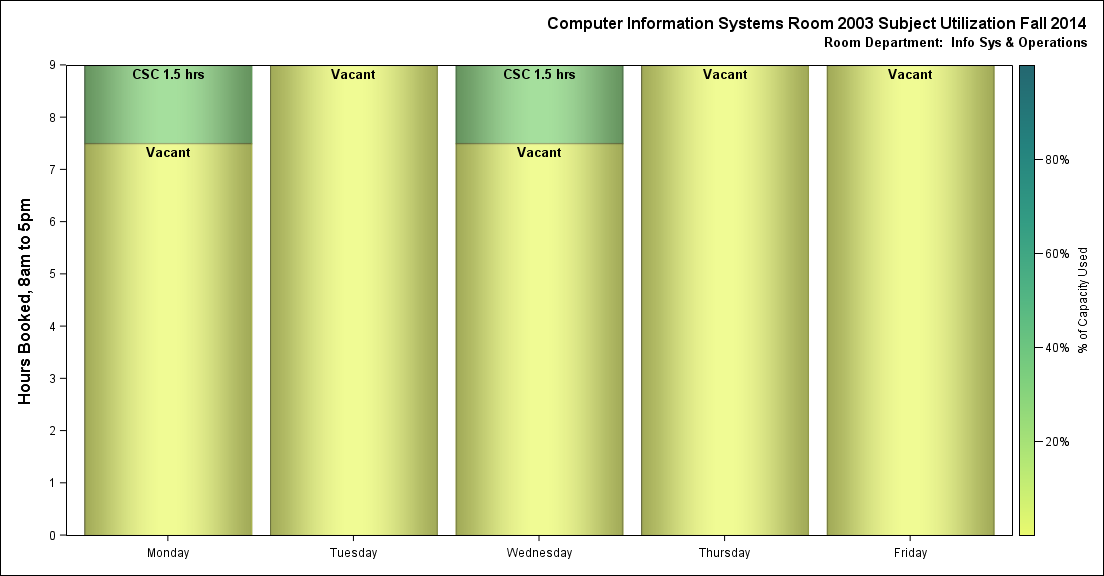 Computer Information Systems Room 2003 Subject Utilization Fall 2014
Room Department: Info Sys & Operations
Hours Booked, 8am to 5pm
9
8
7
6
5
4
3
2
1
0
CSC 1.5 hrs
Vacant
Vacant
CSC 1.5 hrs
Vacant
Vacant
Vacant
Monday
Tuesday
Wednesday
Thursday
Friday
80%
60%
40%
20%
% of Capacity Used